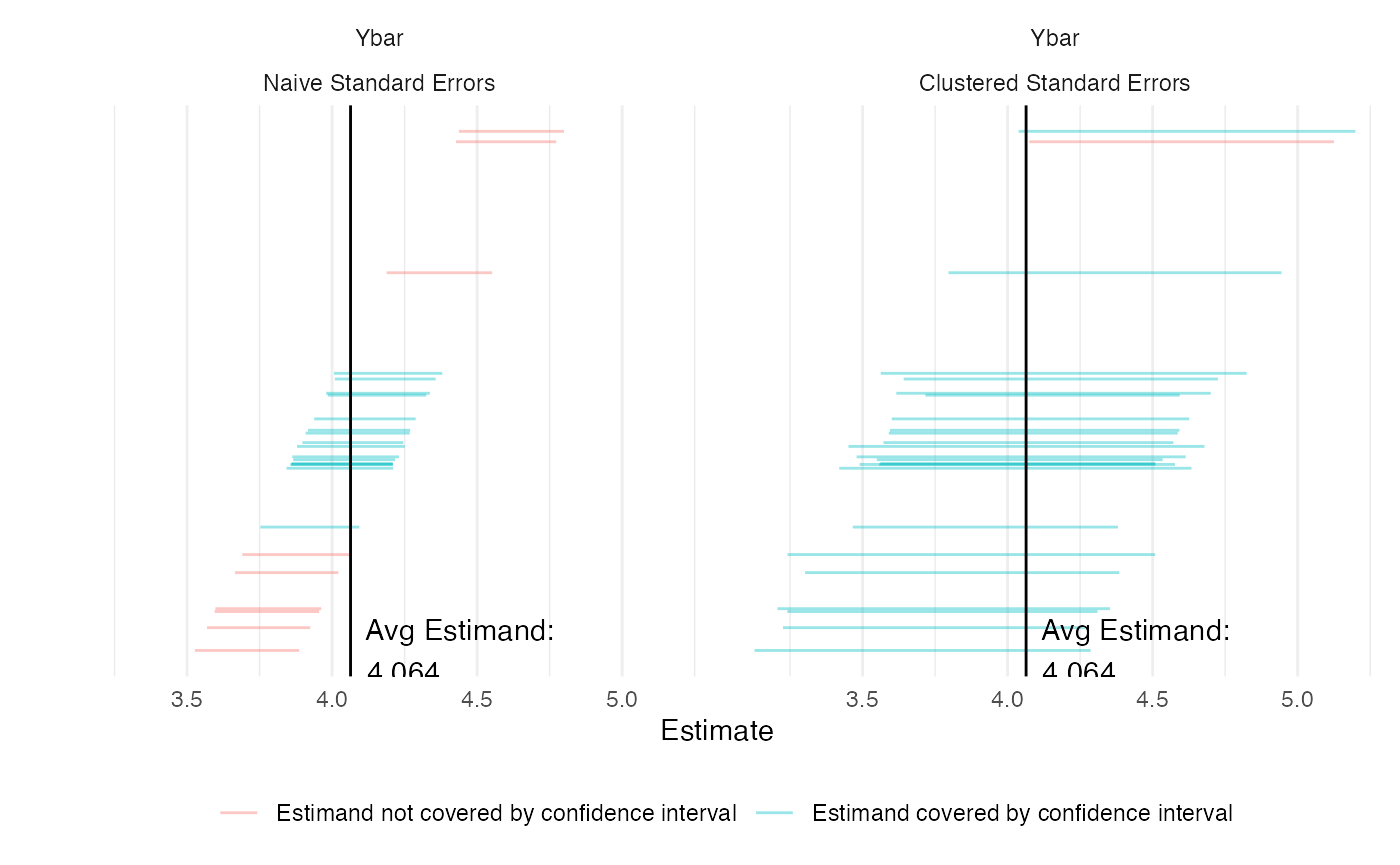 Ybar
Naive Standard Errors
Ybar
Clustered Standard Errors
Avg Estimand:
4.064
Avg Estimand:
4.064
3.5 4.0 4.5 5.0
3.5 4.0 4.5 5.0
Estimate
Estimand not covered by confidence interval
Estimand covered by confidence interval